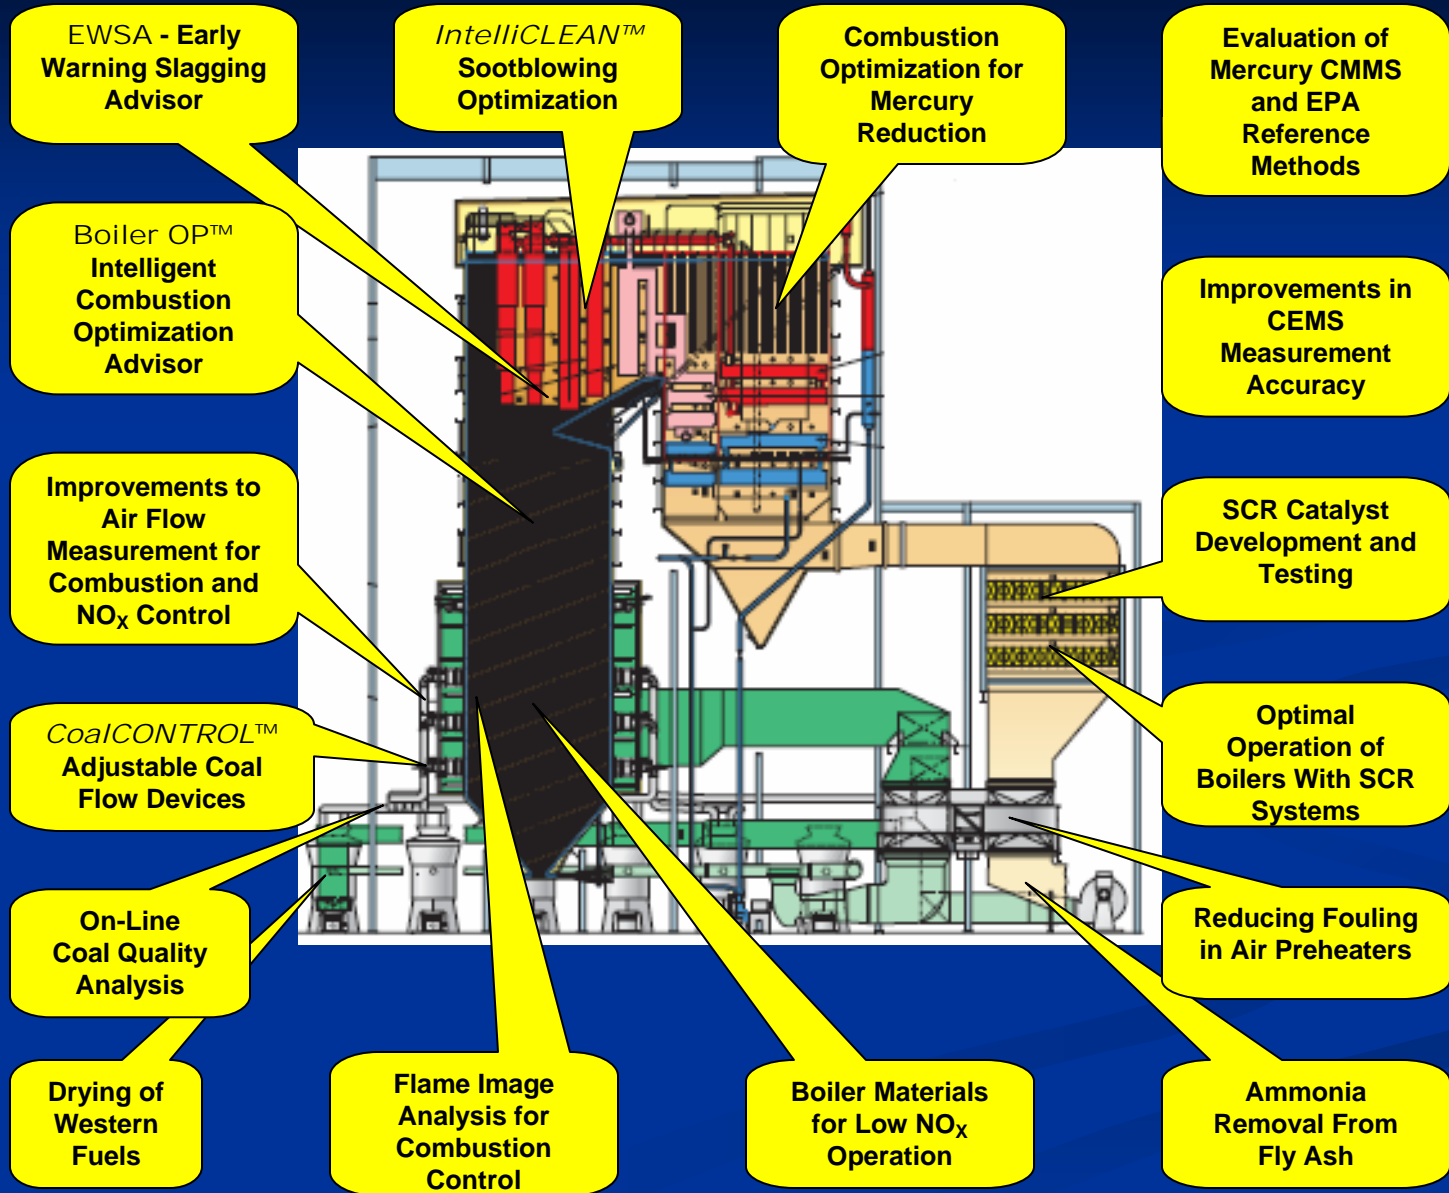 EWSA - Early
Warning Slagging
Advisor
IntelliCLEAN™
Sootblowing
Optimization
Combustion
Optimization for
Mercury
Reduction
Evaluation of
Mercury CMMS
and EPA
Reference
Methods
Boiler OP™
Intelligent
Combustion
Optimization
Advisor
Improvements in
CEMS
Measurement
Accuracy
Improvements to
Air Flow
Measurement for
Combustion and
NOX Control
SCR Catalyst
Development and
Testing
CoalCONTROL™
Adjustable Coal
Flow Devices
Optimal
Operation of
Boilers With SCR
Systems
On-Line
Coal Quality
Analysis
Reducing Fouling
in Air Preheaters
Drying of
Western
Fuels
Flame Image
Analysis for
Combustion
Control
Boiler Materials
for Low NOX
Operation
Ammonia
Removal From
Fly Ash